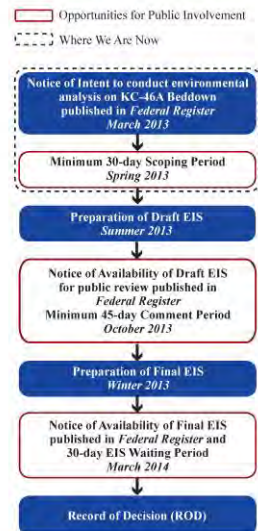 Opportunities for Public Involvement
Where We Are Now
Notice of Intent to conduct environmental
analysis on KC-46A Beddown
published in Federal Register
March 2013
Minimum 30-day Scoping Period
Spring 2013
Preparation of Draft EIS
Summer 2013
Notice of Availability of Draft EIS
for public review published in
Federal Register
Minimum 45-day Comment Period
October 2013
Preparation of Final EIS
Winter 2013
Notice of Availability of Final EIS
published in Federal Register and
30-day EIS Waiting Period
March 2014
Record of Decision (ROD)